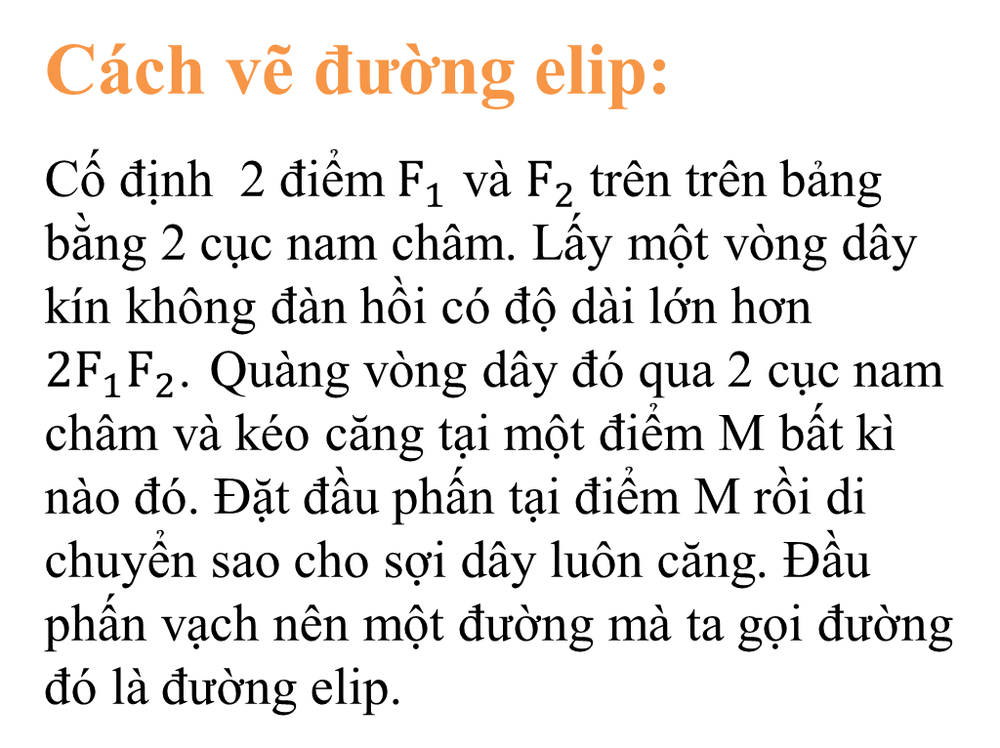 Cách vẽ đường elip:
Cố định 2 điểm F₁ và F₂ trên trên bảng
bằng 2 cục nam châm. Lấy một vòng dây
kín không đàn hồi có độ dài lớn hơn
2F₁F₂. Quàng vòng dây đó qua 2 cục nam
châm và kéo căng tại một điểm M bất kì
nào đó. Đặt đầu phấn tại điểm M rồi di
chuyển sao cho sợi dây luôn căng. Đầu
phấn vạch nên một đường mà ta gọi đường
đó là đường elip.